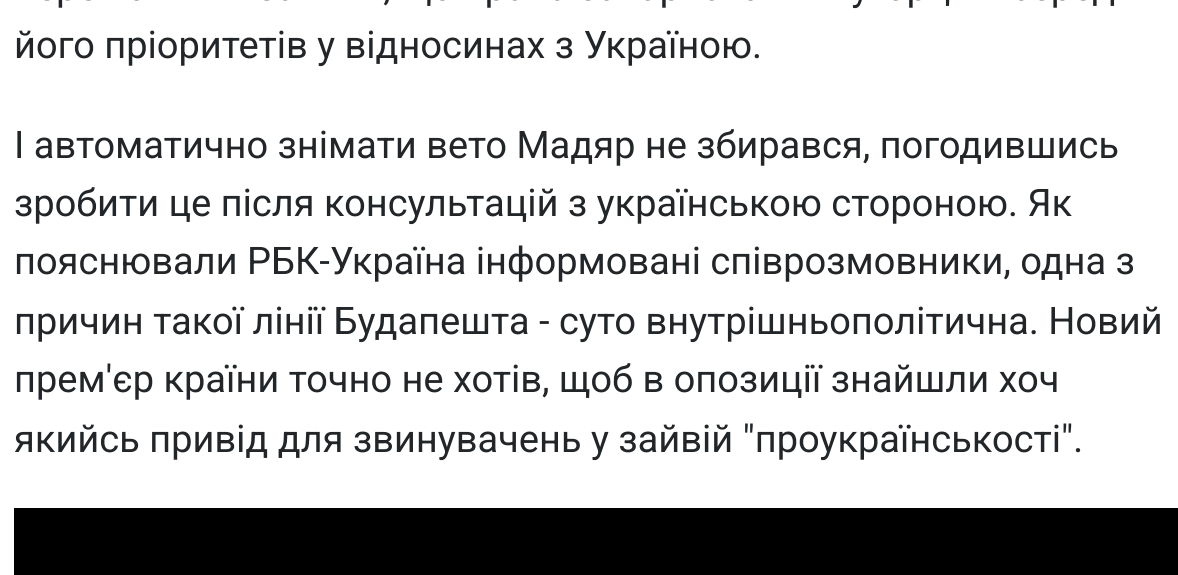 його пріоритетів у відносинах з Україною.
І автоматично знімати вето Мадяр не збирався, погодившись
зробити це після консультацій з українською стороною. Як
пояснювали РБК-Україна інформовані співрозмовники, одна з
причин такої лінії Будапешта - суто внутрішньополітична. Новий
прем'єр країни точно не хотів, щоб в опозиції знайшли хоч
якийсь привід для звинувачень у зайвій "проукраїнськості".